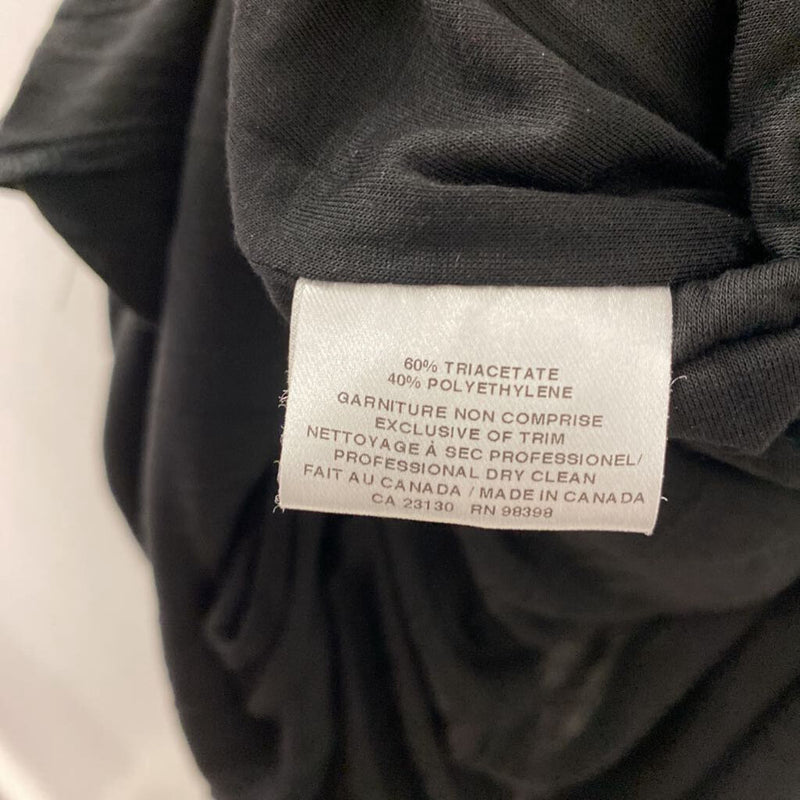 60% TRIACETATE
40% POLYETHYLENE
GARNITURE NON COMPRISE
EXCLUSIVE OF TRIM
NETTOYAGE À SEC PROFESSIONEL/
PROFESSIONAL DRY CLEAN
FAIT AU CANADA / MADE IN CANADA
CA 23130 RN 98398